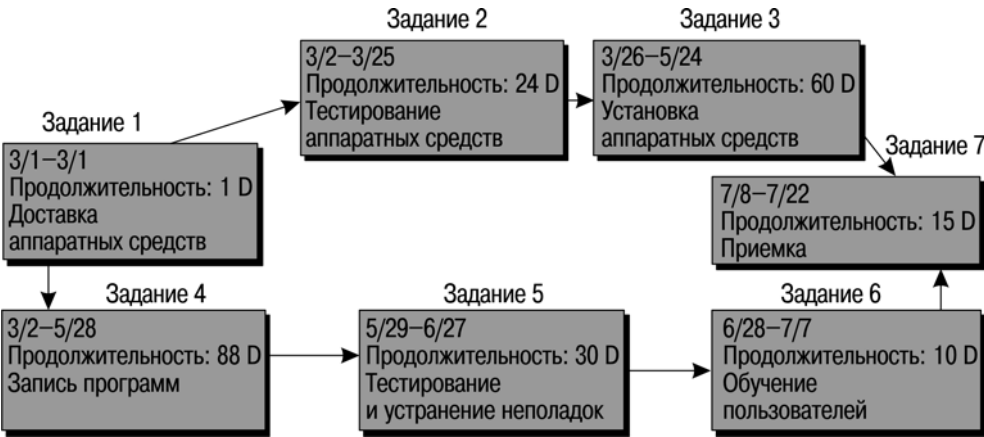 Задание 1
3/1–3/1
Продолжительность: 1 D
Доставка
аппаратных средств
Задание 2
3/2–3/25
Продолжительность: 24 D
Тестирование
аппаратных средств
Задание 3
3/26–5/24
Продолжительность: 60 D
Установка
аппаратных средств
Задание 4
3/2–5/28
Продолжительность: 88 D
Запись программ
Задание 5
5/29–6/27
Продолжительность: 30 D
Тестирование
и устранение неполадок
Задание 6
6/28–7/7
Продолжительность: 10 D
Обучение
пользователей
Задание 7
7/8–7/22
Продолжительность: 15 D
Приемка